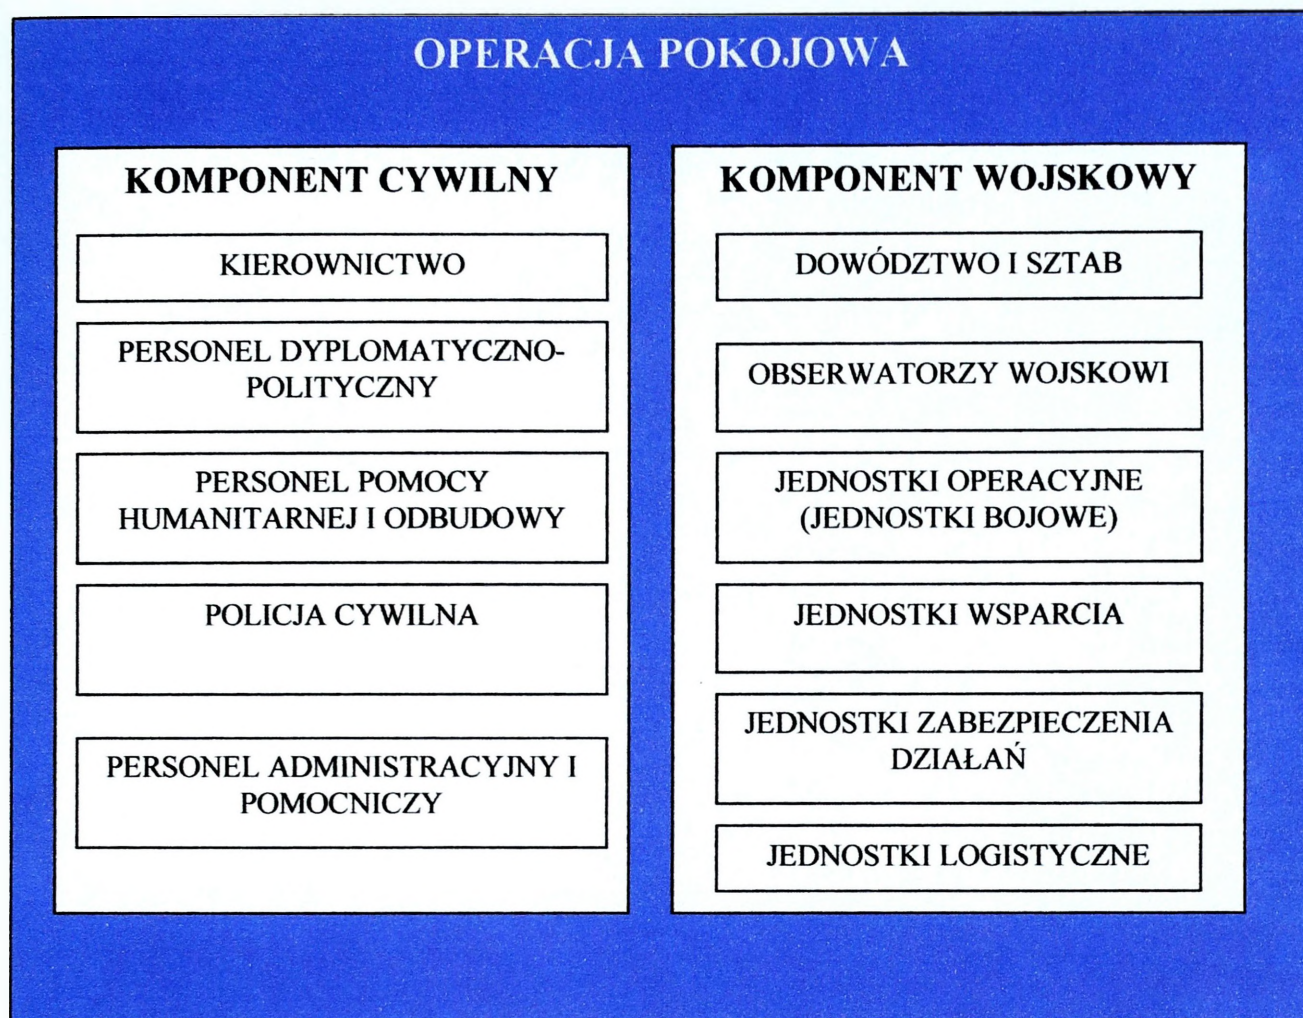 OPERACJA POKOJOWA
KOMPONENT CYWILNY
KIEROWNICTWO
PERSONEL DYPLOMATYCZNO-
POLITYCZNY
PERSONEL POMOCY
HUMANITARNEJ I ODBUDOWY
POLICJA CYWILNA
PERSONEL ADMINISTRACYJNY I
POMOCNICZY
KOMPONENT WOJSKOWY
DOWÓDZTWO I SZTAB
OBSERWATORZY WOJSKOWI
JEDNOSTKI OPERACYJNE
(JEDNOSTKI BOJOWE)
JEDNOSTKI WSPARCIA
JEDNOSTKI ZABEZPIECZENIA
DZIAŁAŃ
JEDNOSTKI LOGISTYCZNE